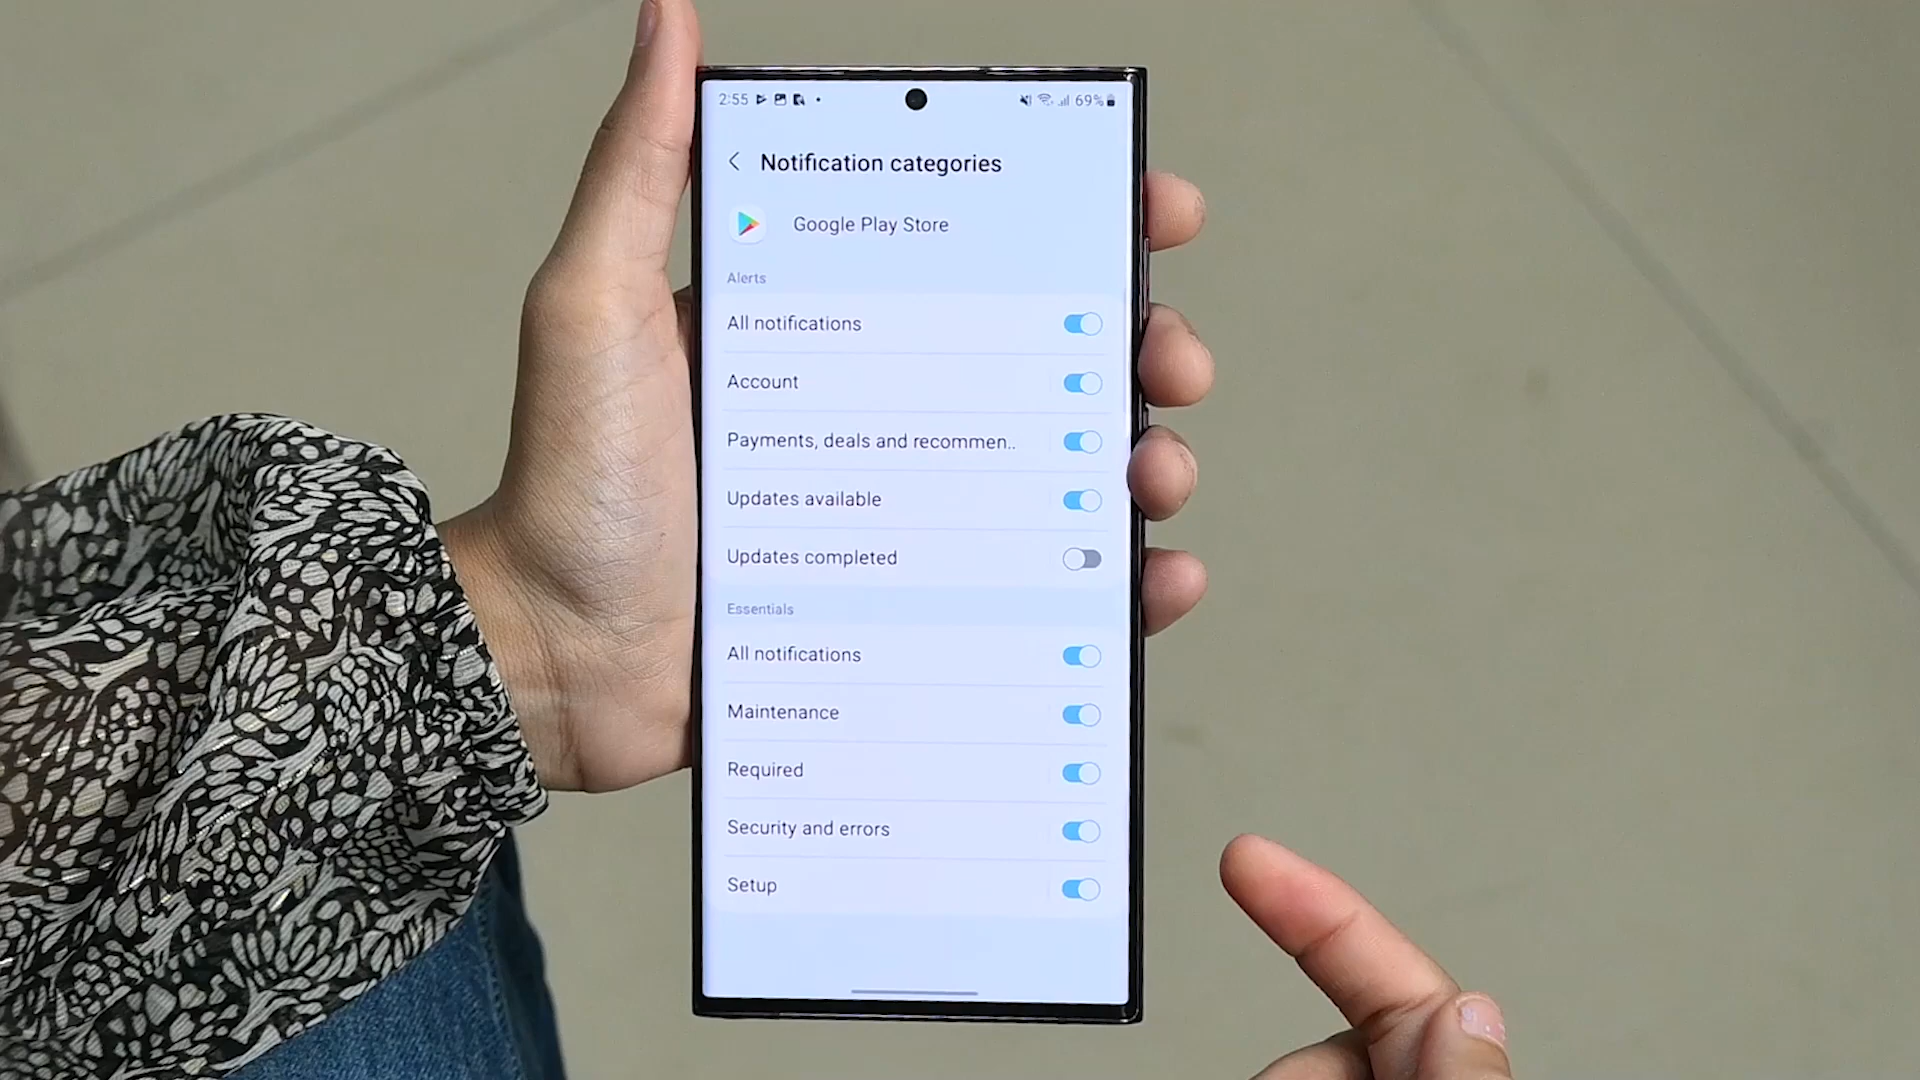 2:55
69%
Notification categories
Google Play Store
Alerts
All notifications
Account
Payments, deals and recommen..
Updates available
Updates completed
Essentials
All notifications
Maintenance
Required
Security and errors
Setup